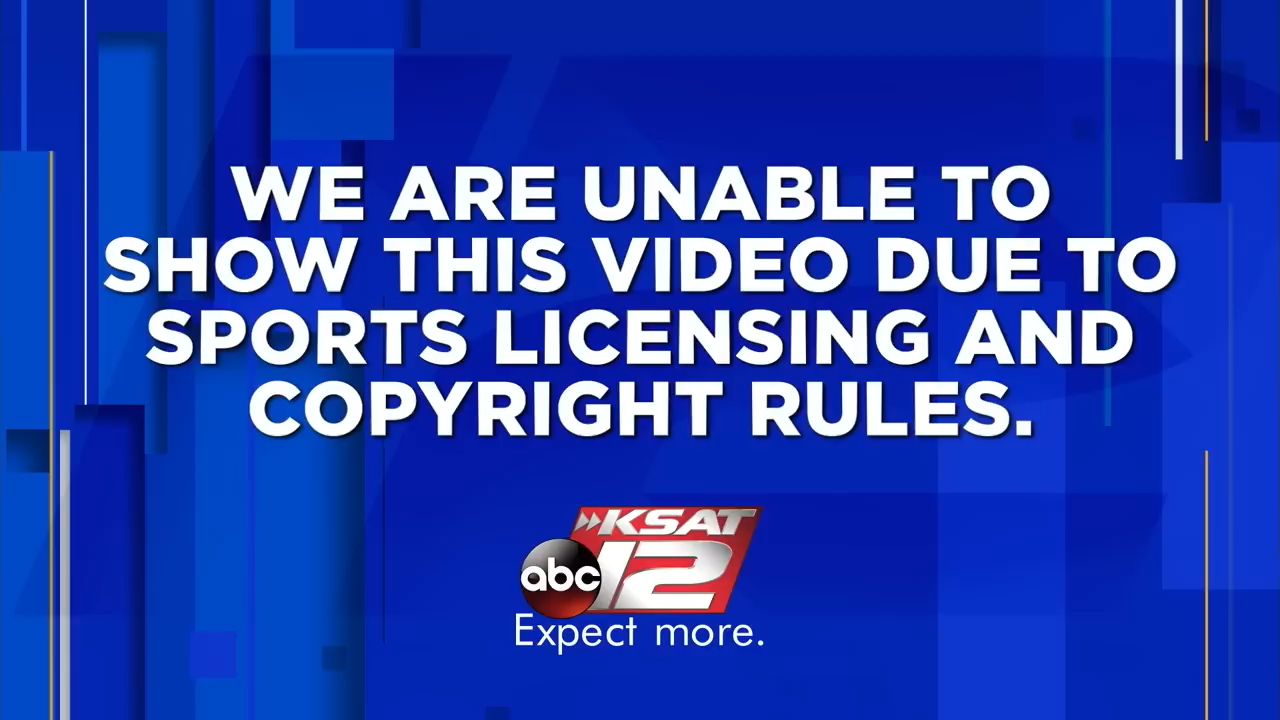 WE ARE UNABLE TO
SHOW THIS VIDEO DUE TO
SPORTS LICENSING AND
COPYRIGHT RULES.
KSAT
abc 12
Expect more.